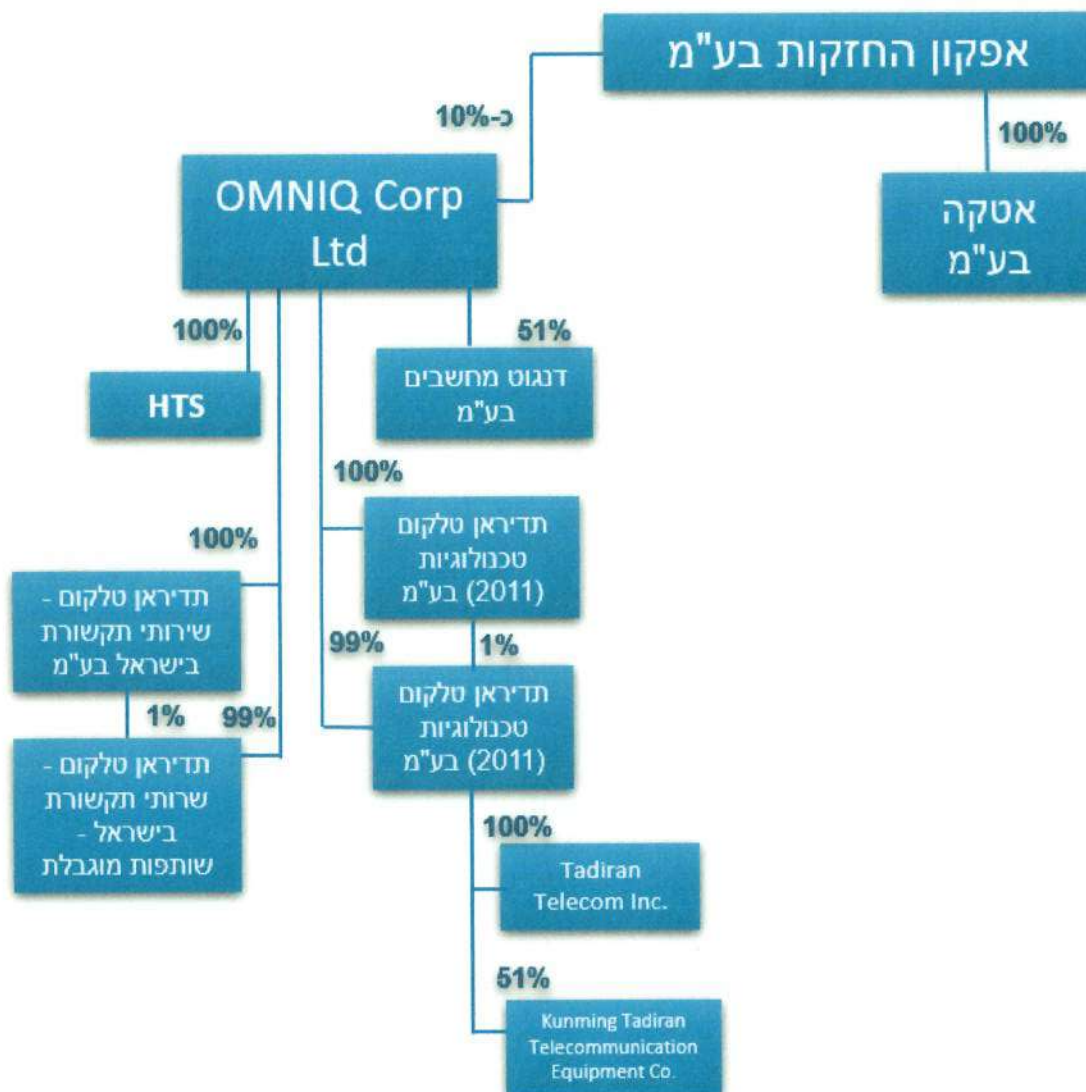 אפקון החזקות בע"מ
כ-10%
100%
OMNIQ Corp
Ltd
אטקה
בע"מ
100%
51%
HTS
דנגוט מחשבים
בע"מ
100%
100%
תדיראן טלקום
טכנולוגיות
(2011) בע"מ
תדיראן טלקום -
שירותי תקשורת
בישראל בע"מ
99%
1%
תדיראן טלקום
טכנולוגיות
(2011) בע"מ
1%
99%
תדיראן טלקום -
שרותי תקשורת
בישראל -
שותפות מוגבלת
100%
Tadiran
Telecom Inc.
51%
Kunming Tadiran
Telecommunication
Equipment Co.